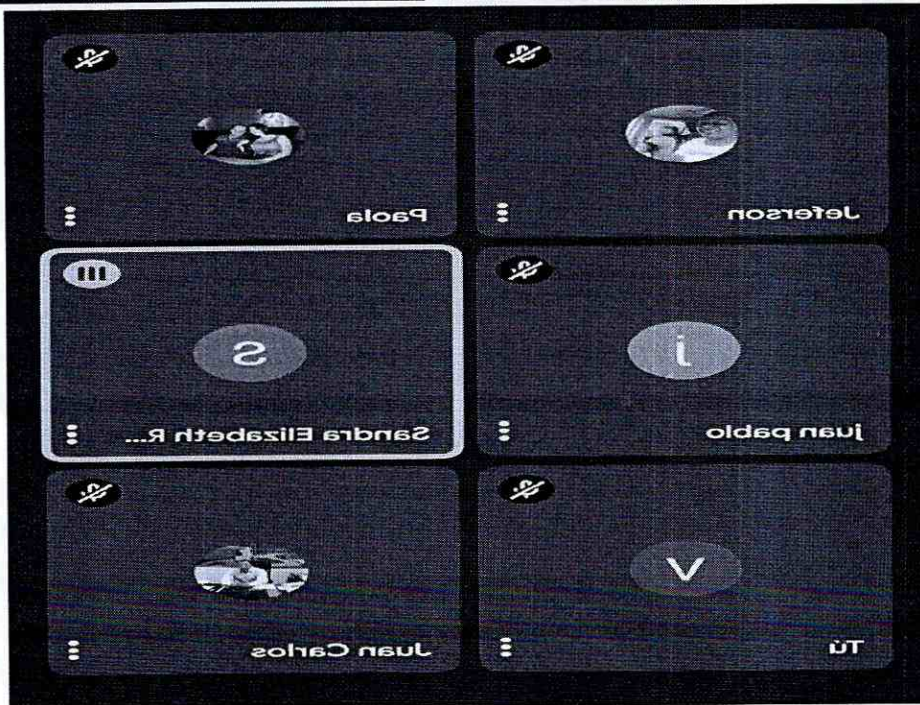 Jeferson
Paola
j
juan pablo
S
Sandra Elizabeth R...
V
Tú
Juan Carlos